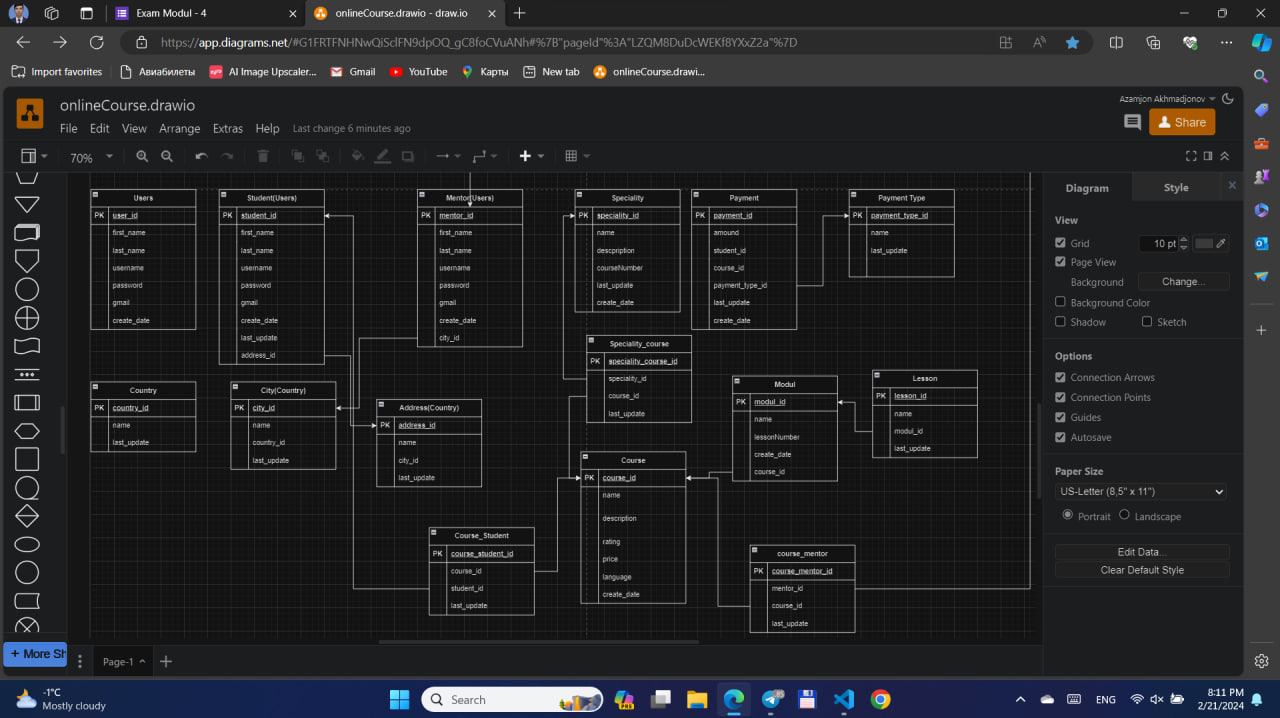 Exam Modul - 4
onlineCourse.drawio - draw.io
https://app.diagrams.net/#G1FRTFNHNwQiSclFN9dpOQ_gC8foCVuANh#%7B"pageId"%3A"LZQM8DuDcWEKf8YXxZ2a"%7D
Import favorites
Авиабилеты
AI Image Upscaler...
Gmail
YouTube
Карты
New tab
onlineCourse.drawi...
onlineCourse.drawio
File Edit View Arrange Extras Help Last change 6 minutes ago
Azamjon Akhmadjonov
Share
70%
Users
PK user_id
first_name
last_name
username
password
gmail
create_date
Student(Users)
PK student_id
first_name
last_name
username
password
gmail
create_date
last_update
address_id
Mentor(Users)
PK mentor_id
first_name
last_name
username
password
gmail
create_date
city_id
Speciality
PK speciality_id
name
descpription
courseNumber
last_update
create_date
Payment
PK payment_id
amound
student_id
course_id
payment_type_id
last_update
create_date
Payment Type
PK payment_type_id
name
last_update
Speciality_course
PK speciality_course_id
speciality_id
course_id
last_update
Country
PK country_id
name
last_update
City(Country)
PK city_id
name
country_id
last_update
Address(Country)
PK address_id
name
city_id
last_update
Modul
PK modul_id
name
lessonNumber
create_date
course_id
Lesson
PK lesson_id
name
modul_id
last_update
Course
PK course_id
name
description
rating
price
language
create_date
Course_Student
PK course_student_id
course_id
student_id
last_update
course_mentor
PK course_mentor_id
mentor_id
course_id
last_update
Diagram
Style
View
Grid
10 pt
Page View
Background
Change...
Background Color
Shadow
Sketch
Options
Connection Arrows
Connection Points
Guides
Autosave
Paper Size
US-Letter (8,5" x 11")
Portrait
Landscape
Edit Data...
Clear Default Style
+ More Sh
Page-1
-1°C
Mostly cloudy
Search
ENG
8:11 PM
2/21/2024